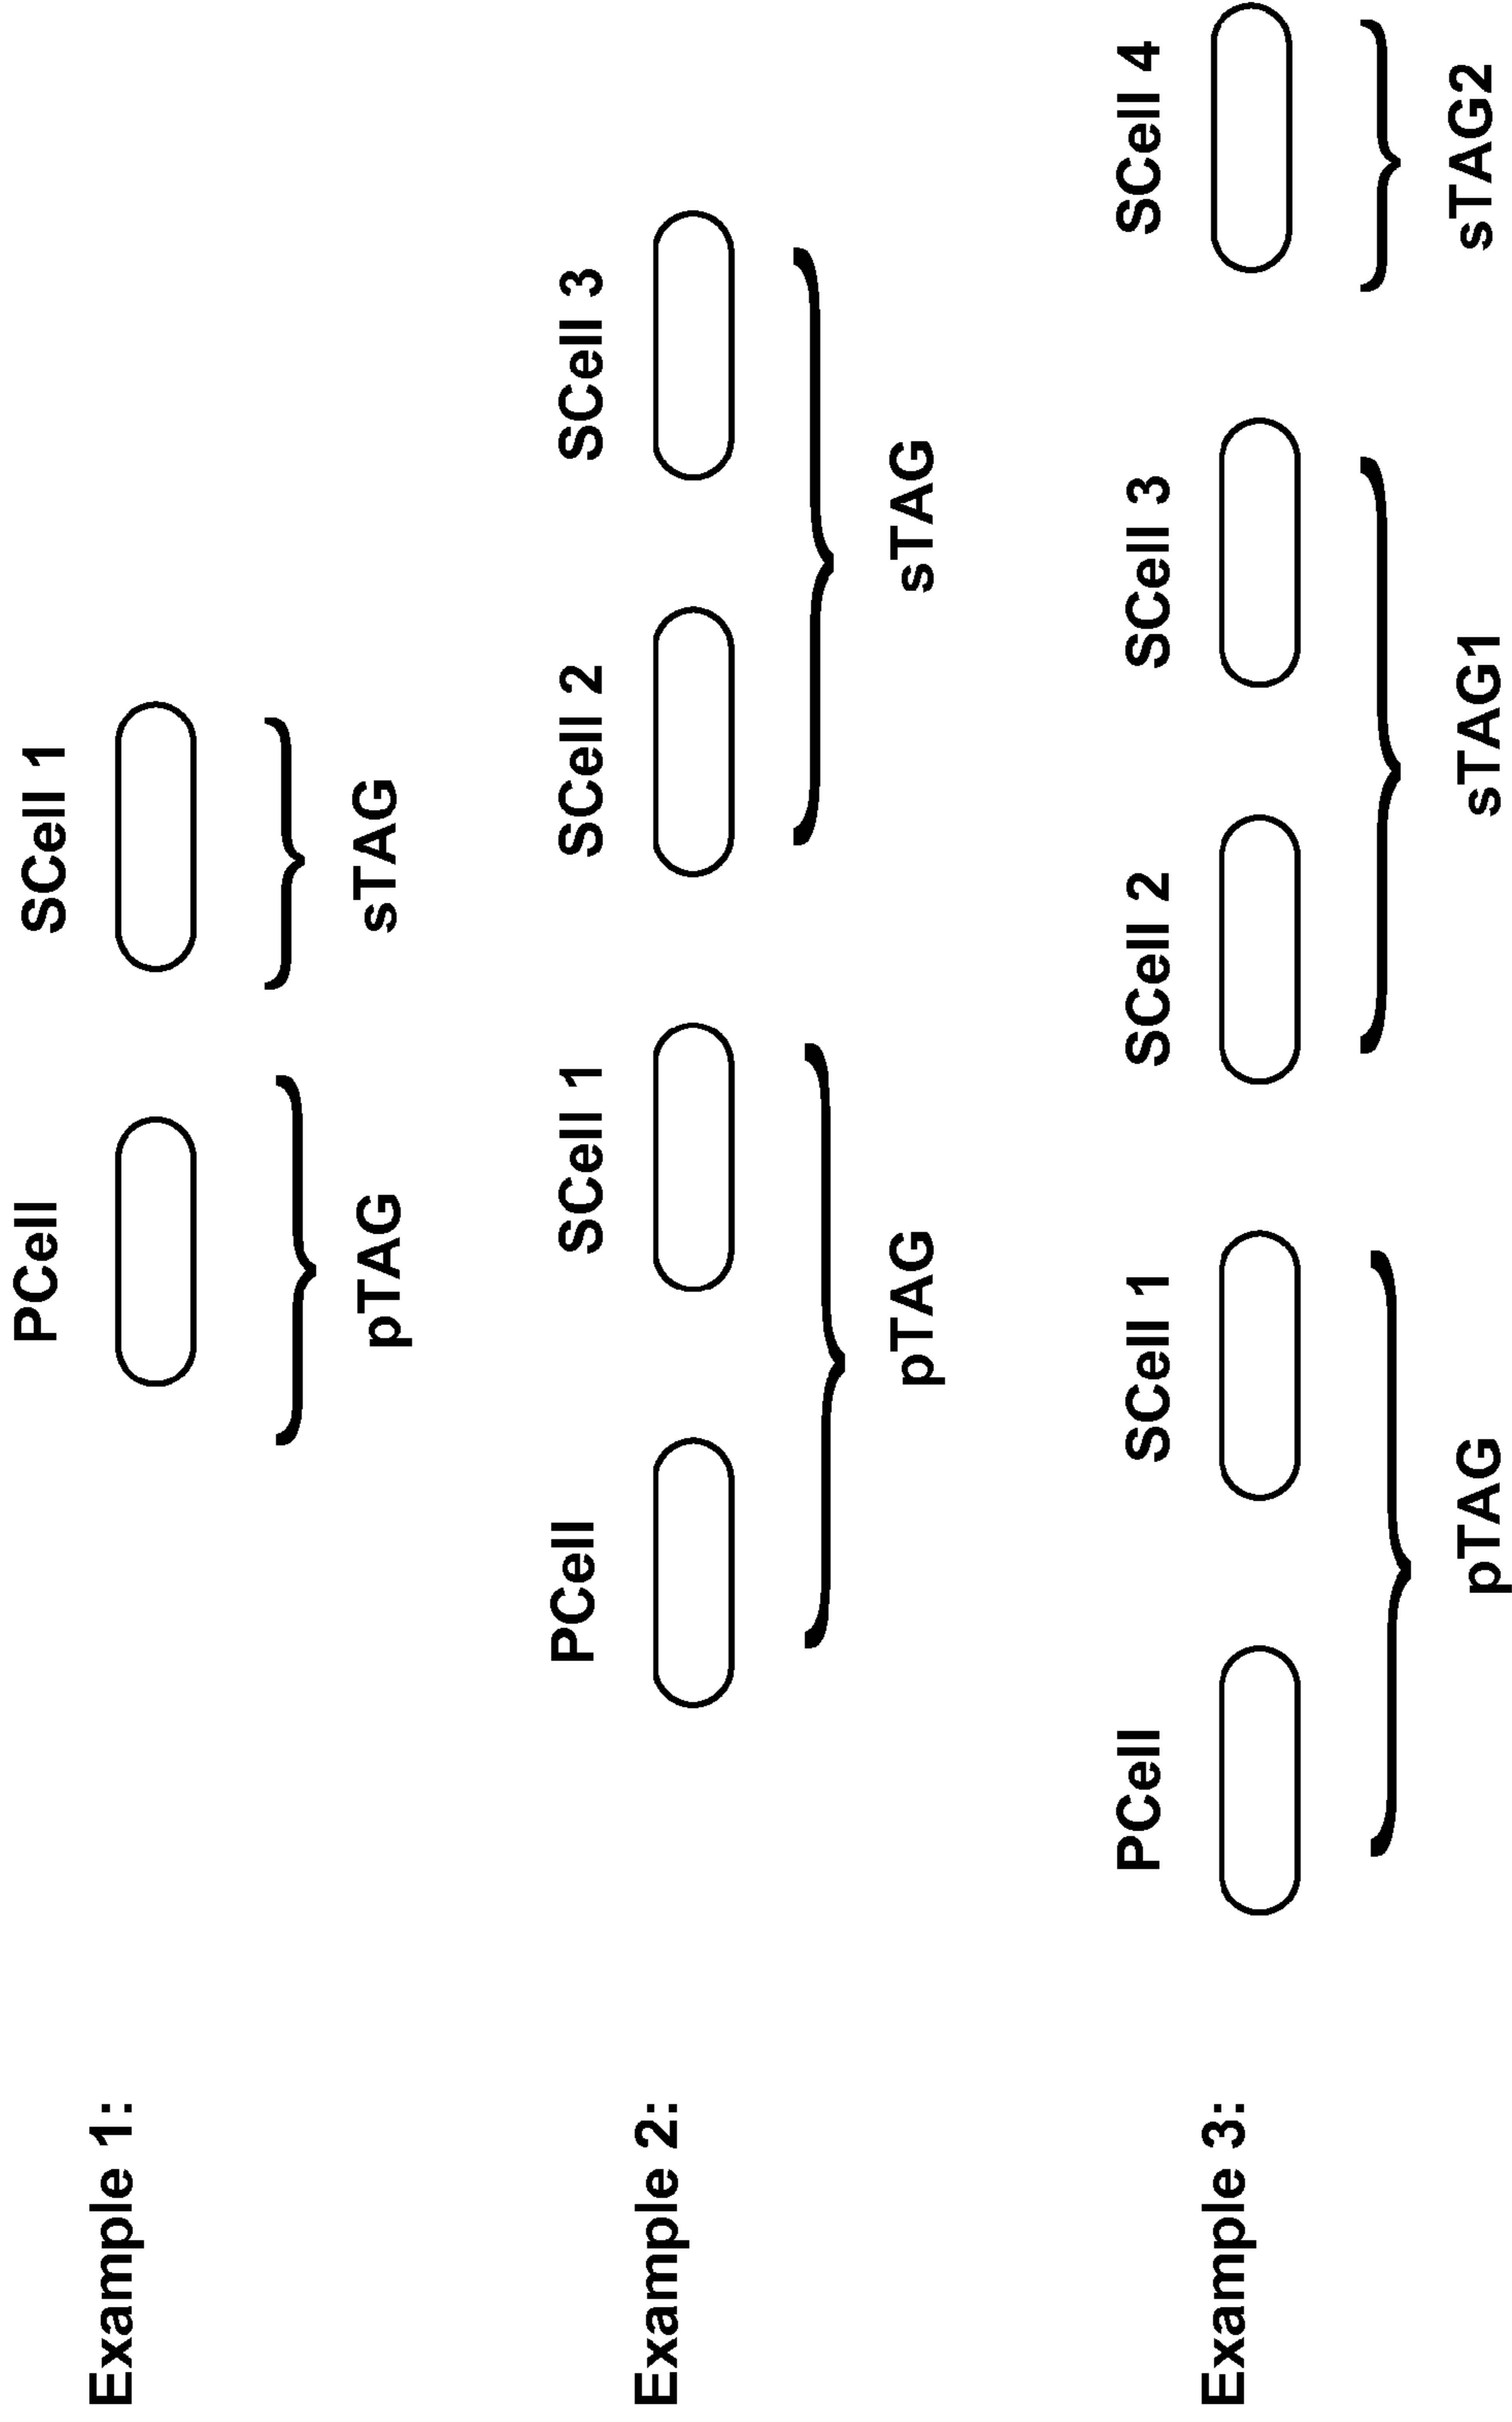 Example 1:
PCell SCell 1
pTAG sTAG
Example 2:
PCell SCell 1 SCell 2 SCell 3
pTAG sTAG
Example 3:
PCell SCell 1 SCell 2 SCell 3 SCell 4
pTAG sTAG1 sTAG2